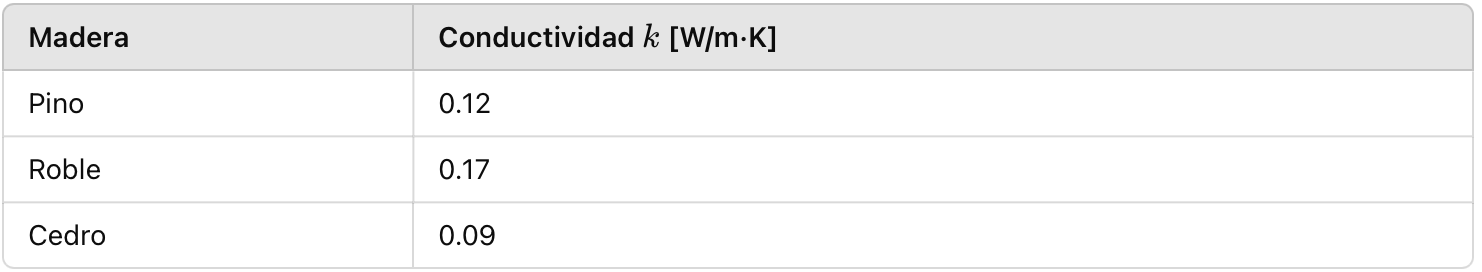 Madera Conductividad k [W/m·K]
Pino 0.12
Roble 0.17
Cedro 0.09